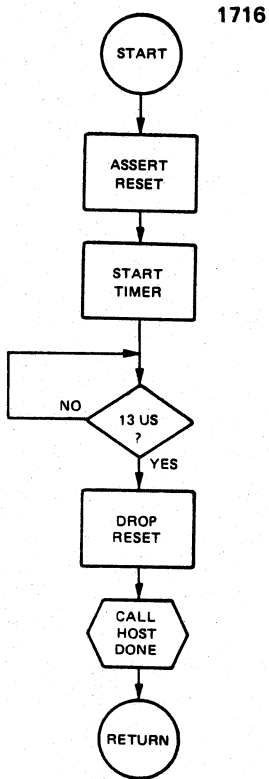 1716
START
ASSERT
RESET
START
TIMER
NO
13 US
?
YES
DROP
RESET
CALL
HOST
DONE
RETURN